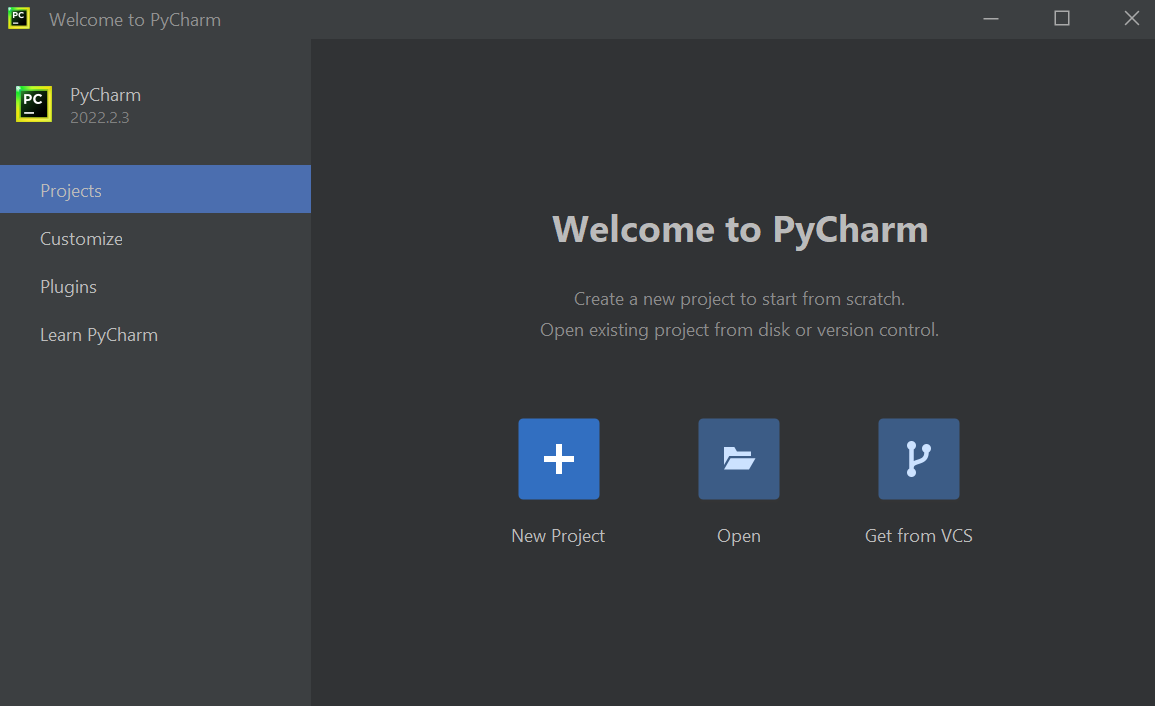 PC Welcome to PyCharm
PC
PyCharm
2022.2.3
Projects
Customize
Plugins
Learn PyCharm
Welcome to PyCharm
Create a new project to start from scratch.
Open existing project from disk or version control.
New Project
Open
Get from VCS